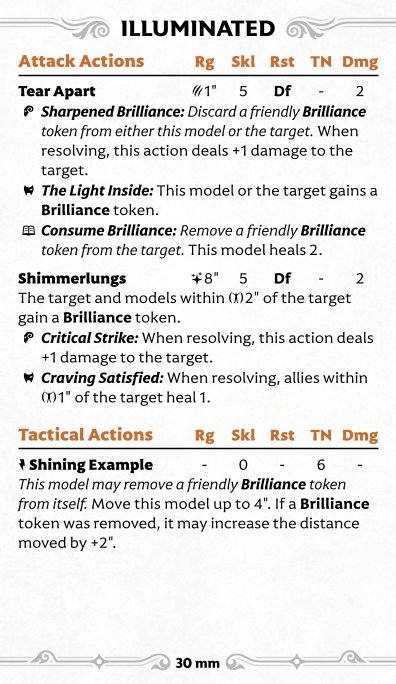 ILLUMINATED
Attack Actions Rg Skl Rst TN Dmg
Tear Apart 1" 5 Df - 2
Sharpened Brilliance: Discard a friendly Brilliance
token from either this model or the target. When
resolving, this action deals +1 damage to the
target.
The Light Inside: This model or the target gains a
Brilliance token.
Consume Brilliance: Remove a friendly Brilliance
token from the target. This model heals 2.
Shimmerlungs 8" 5 Df - 2
The target and models within 2" of the target
gain a Brilliance token.
Critical Strike: When resolving, this action deals
+1 damage to the target.
Craving Satisfied: When resolving, allies within
1" of the target heal 1.
Tactical Actions Rg Skl Rst TN Dmg
Shining Example - 0 - 6 -
This model may remove a friendly Brilliance token
from itself. Move this model up to 4". If a Brilliance
token was removed, it may increase the distance
moved by +2".
30 mm